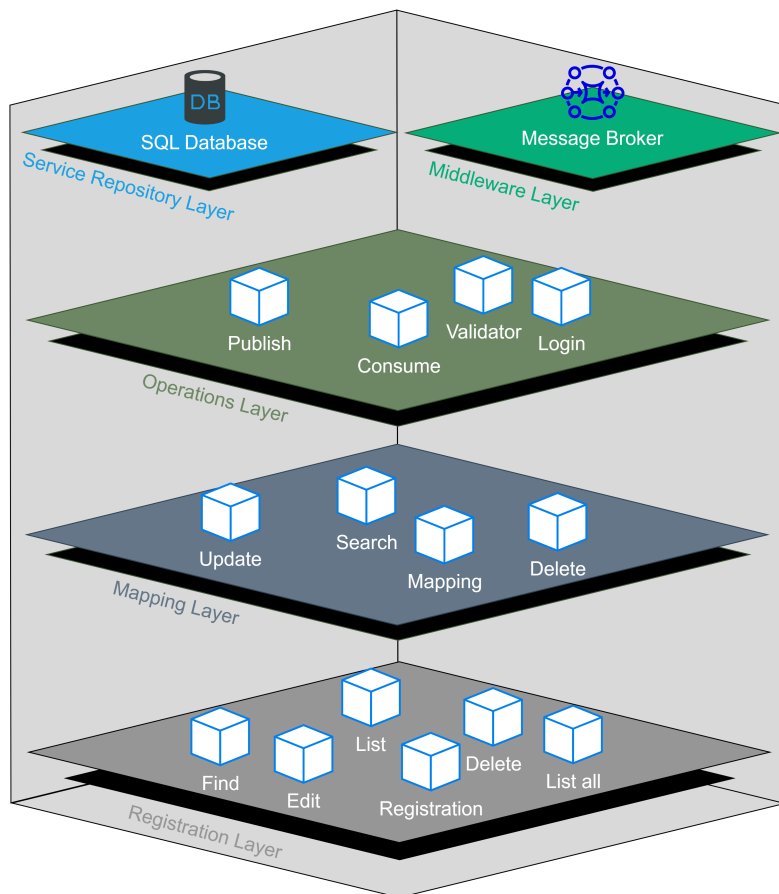 DB
SQL Database
Service Repository Layer
Message Broker
Middleware Layer
Publish
Consume
Validator
Login
Operations Layer
Update
Search
Mapping
Delete
Mapping Layer
Find
Edit
List
Registration
Delete
List all
Registration Layer